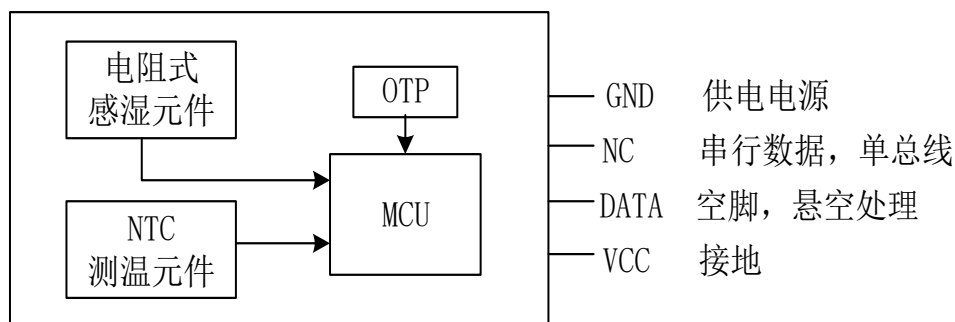 电阻式
感湿元件
OTP
MCU
NTC
测温元件
GND 供电电源
NC 串行数据，单总线
DATA 空脚，悬空处理
VCC 接地